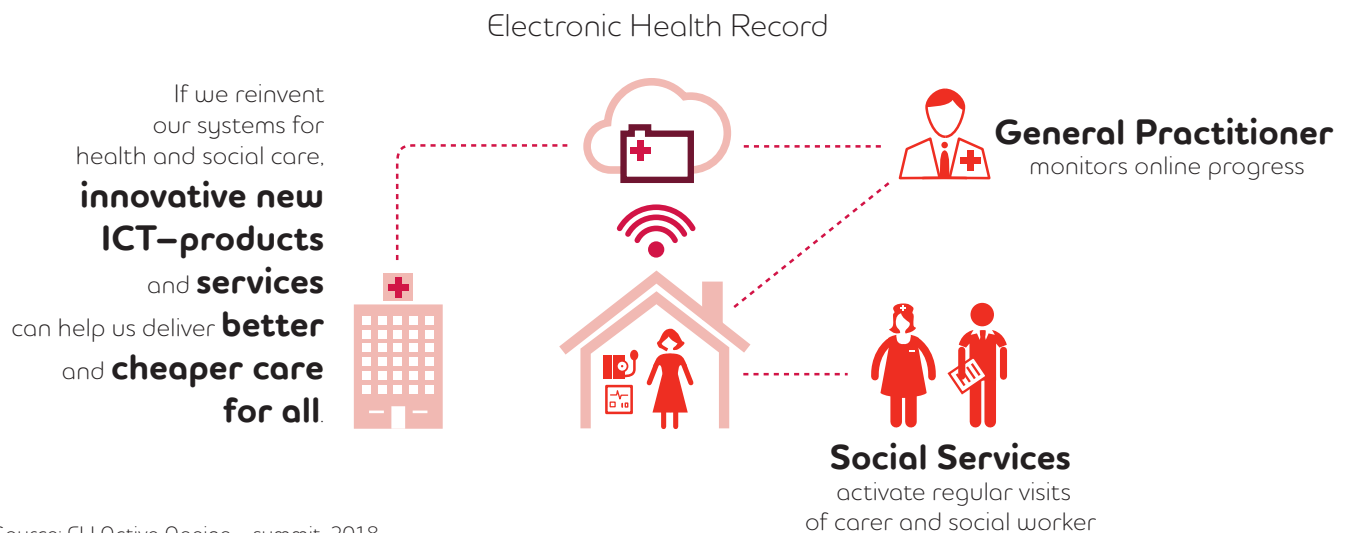 Electronic Health Record
If we reinvent
our systems for
health and social care,
innovative new
ICT–products
and services
can help us deliver better
and cheaper care
for all.
General Practitioner
monitors online progress
Social Services
activate regular visits
of carer and social worker
summit, 2018